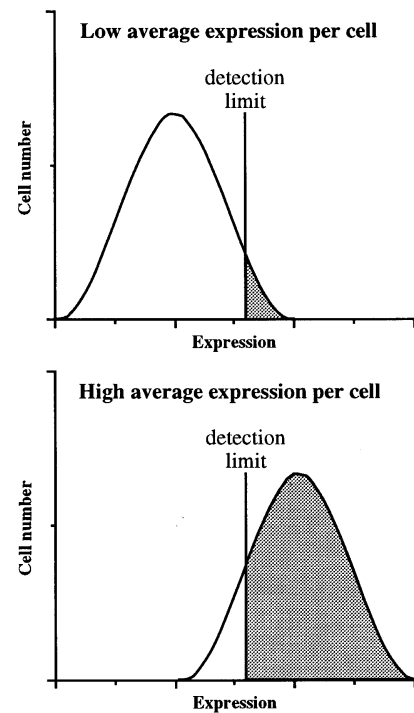 Low average expression per cell
detection
limit
Cell number
Expression
High average expression per cell
detection
limit
Cell number
Expression